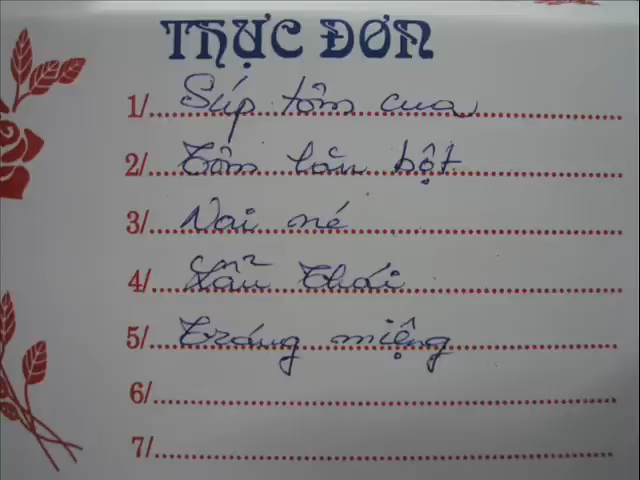 THỰC ĐƠN
1/ Súp tôm cua
2/ Tôm lăn bột
3/ Nai né
4/ Lẩu Thái
5/ Tráng miệng
6/
7/